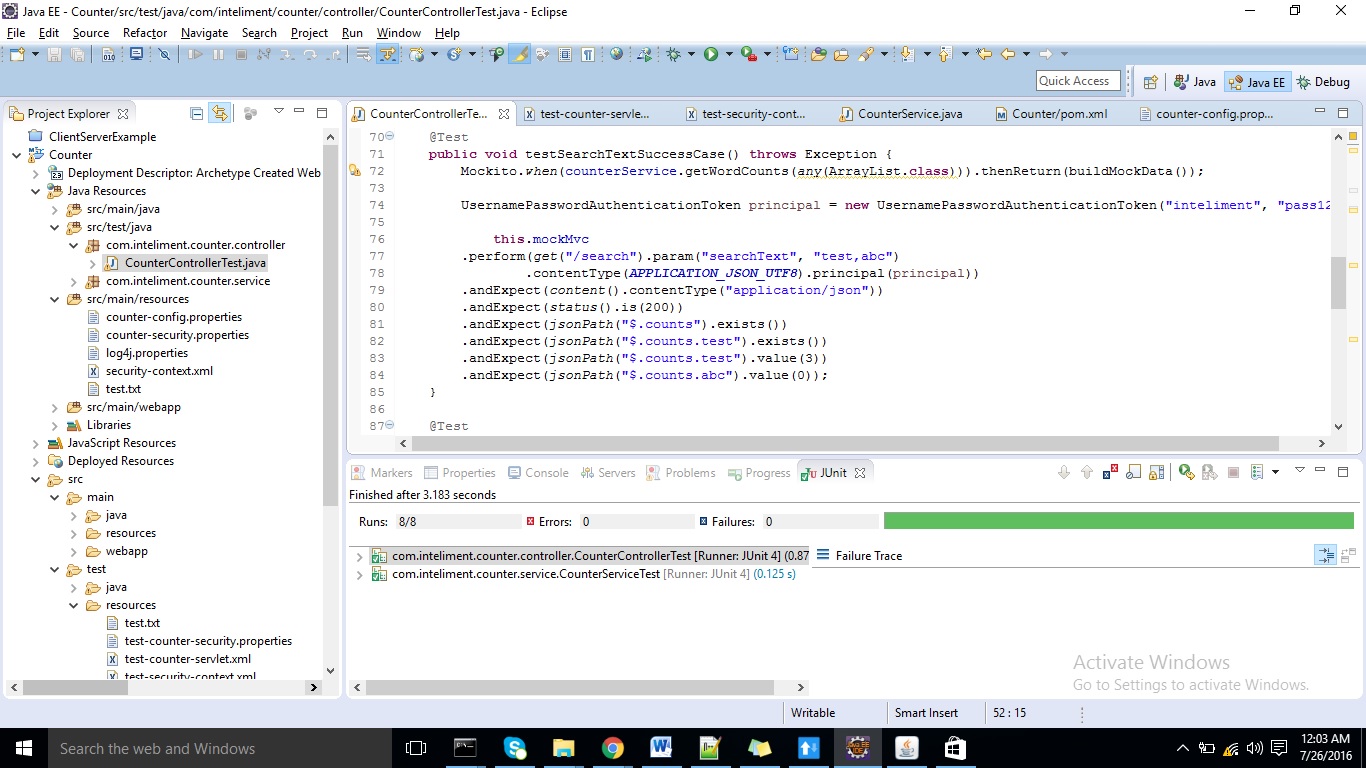 Java EE - Counter/src/test/java/com/inteliment/counter/controller/CounterControllerTest.java - Eclipse
File Edit Source Refactor Navigate Search Project Run Window Help
Quick Access
Java
Java EE
Debug
Project Explorer
ClientServerExample
Counter
Deployment Descriptor: Archetype Created Web
Java Resources
src/main/java
src/test/java
com.inteliment.counter.controller
CounterControllerTest.java
com.inteliment.counter.service
src/main/resources
counter-config.properties
counter-security.properties
log4j.properties
security-context.xml
test.txt
src/main/webapp
Libraries
JavaScript Resources
Deployed Resources
src
main
java
resources
webapp
test
java
resources
test.txt
test-counter-security.properties
test-counter-servlet.xml
test-security-context.xml
CounterControllerTe... test-counter-servle... test-security-cont... CounterService.java Counter/pom.xml counter-config.prop...
70 @Test
71 public void testSearchTextSuccessCase() throws Exception {
72 Mockito.when(counterService.getWordCounts(any(ArrayList.class))).thenReturn(buildMockData());
73
74 UsernamePasswordAuthenticationToken principal = new UsernamePasswordAuthenticationToken("inteliment", "pass12
75
76 this.mockMvc
77 .perform(get("/search").param("searchText", "test,abc")
78 .contentType(APPLICATION_JSON_UTF8).principal(principal))
79 .andExpect(content().contentType("application/json"))
80 .andExpect(status().is(200))
81 .andExpect(jsonPath("$.counts").exists())
82 .andExpect(jsonPath("$.counts.test").exists())
83 .andExpect(jsonPath("$.counts.test").value(3))
84 .andExpect(jsonPath("$.counts.abc").value(0));
85 }
86
87 @Test
Markers Properties Console Servers Problems Progress JUnit
Finished after 3.183 seconds
Runs: 8/8 Errors: 0 Failures: 0
com.inteliment.counter.controller.CounterControllerTest [Runner: JUnit 4] (0.87
com.inteliment.counter.service.CounterServiceTest [Runner: JUnit 4] (0.125 s)
Failure Trace
Activate Windows
Go to Settings to activate Windows.
Writable Smart Insert 52 : 15
Search the web and Windows
12:03 AM
7/26/2016